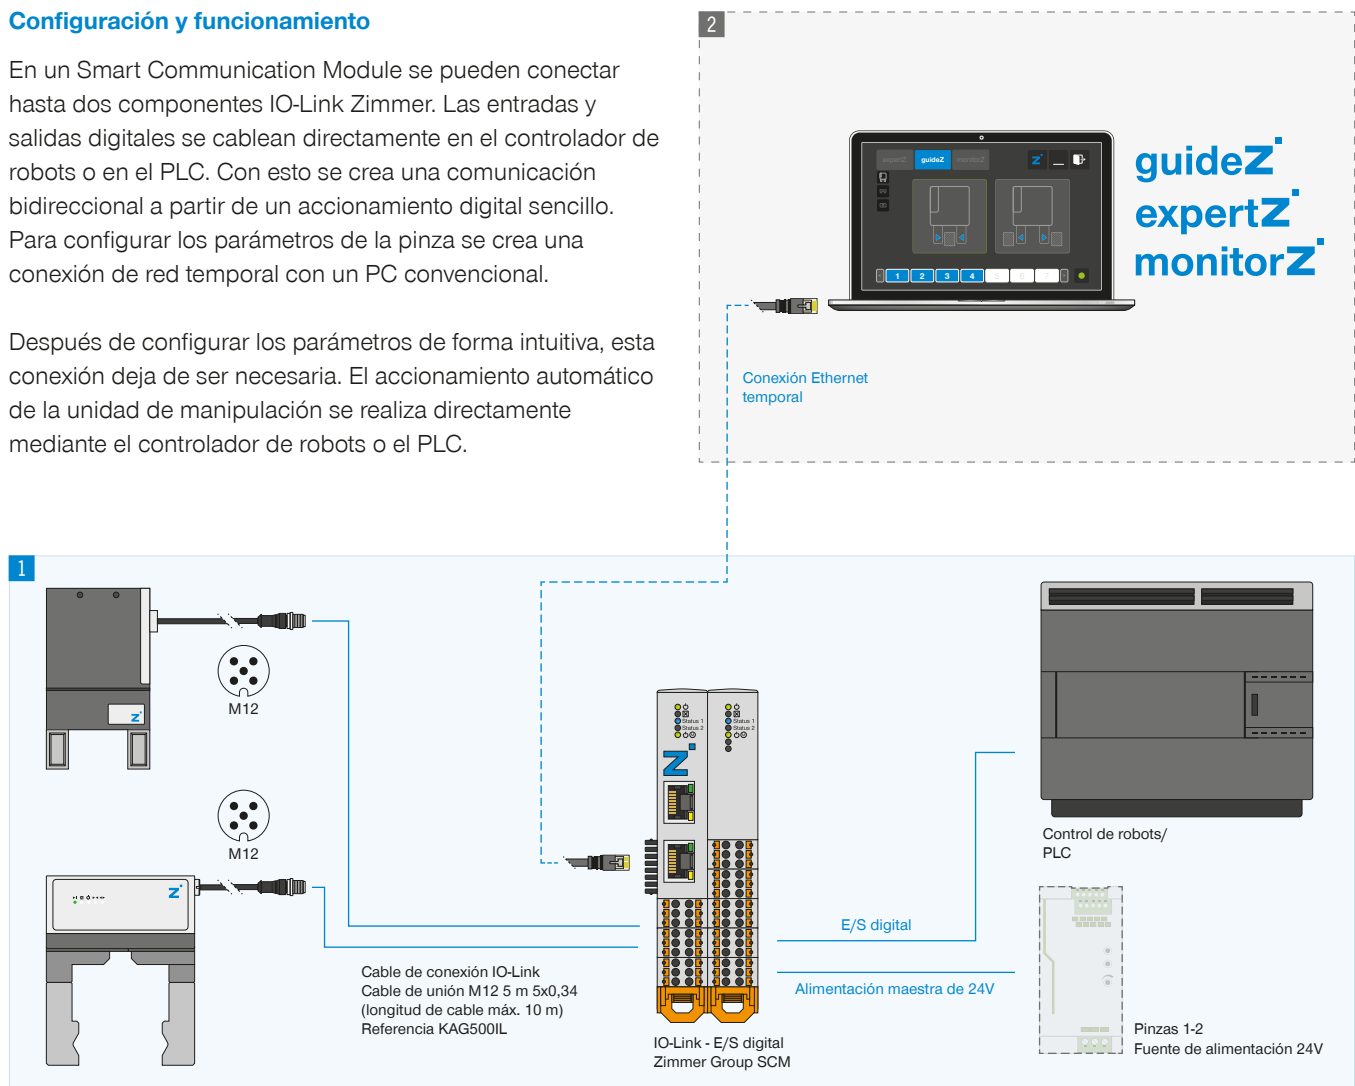 Configuración y funcionamiento
En un Smart Communication Module se pueden conectar
hasta dos componentes IO-Link Zimmer. Las entradas y
salidas digitales se cablean directamente en el controlador de
robots o en el PLC. Con esto se crea una comunicación
bidireccional a partir de un accionamiento digital sencillo.
Para configurar los parámetros de la pinza se crea una
conexión de red temporal con un PC convencional.
Después de configurar los parámetros de forma intuitiva, esta
conexión deja de ser necesaria. El accionamiento automático
de la unidad de manipulación se realiza directamente
mediante el controlador de robots o el PLC.
2
expertZ guideZ monitorZ Z
1 2 3 4 5 6 7
guideZ
expertZ
monitorZ
Conexión Ethernet
temporal
1
M12
Z
M12
Z
Cable de conexión IO-Link
Cable de unión M12 5 m 5x0,34
(longitud de cable máx. 10 m)
Referencia KAG500IL
Status 1
Status 2
Status 1
Status 2
Z
IO-Link - E/S digital
Zimmer Group SCM
E/S digital
Alimentación maestra de 24V
Control de robots/
PLC
Pinzas 1-2
Fuente de alimentación 24V